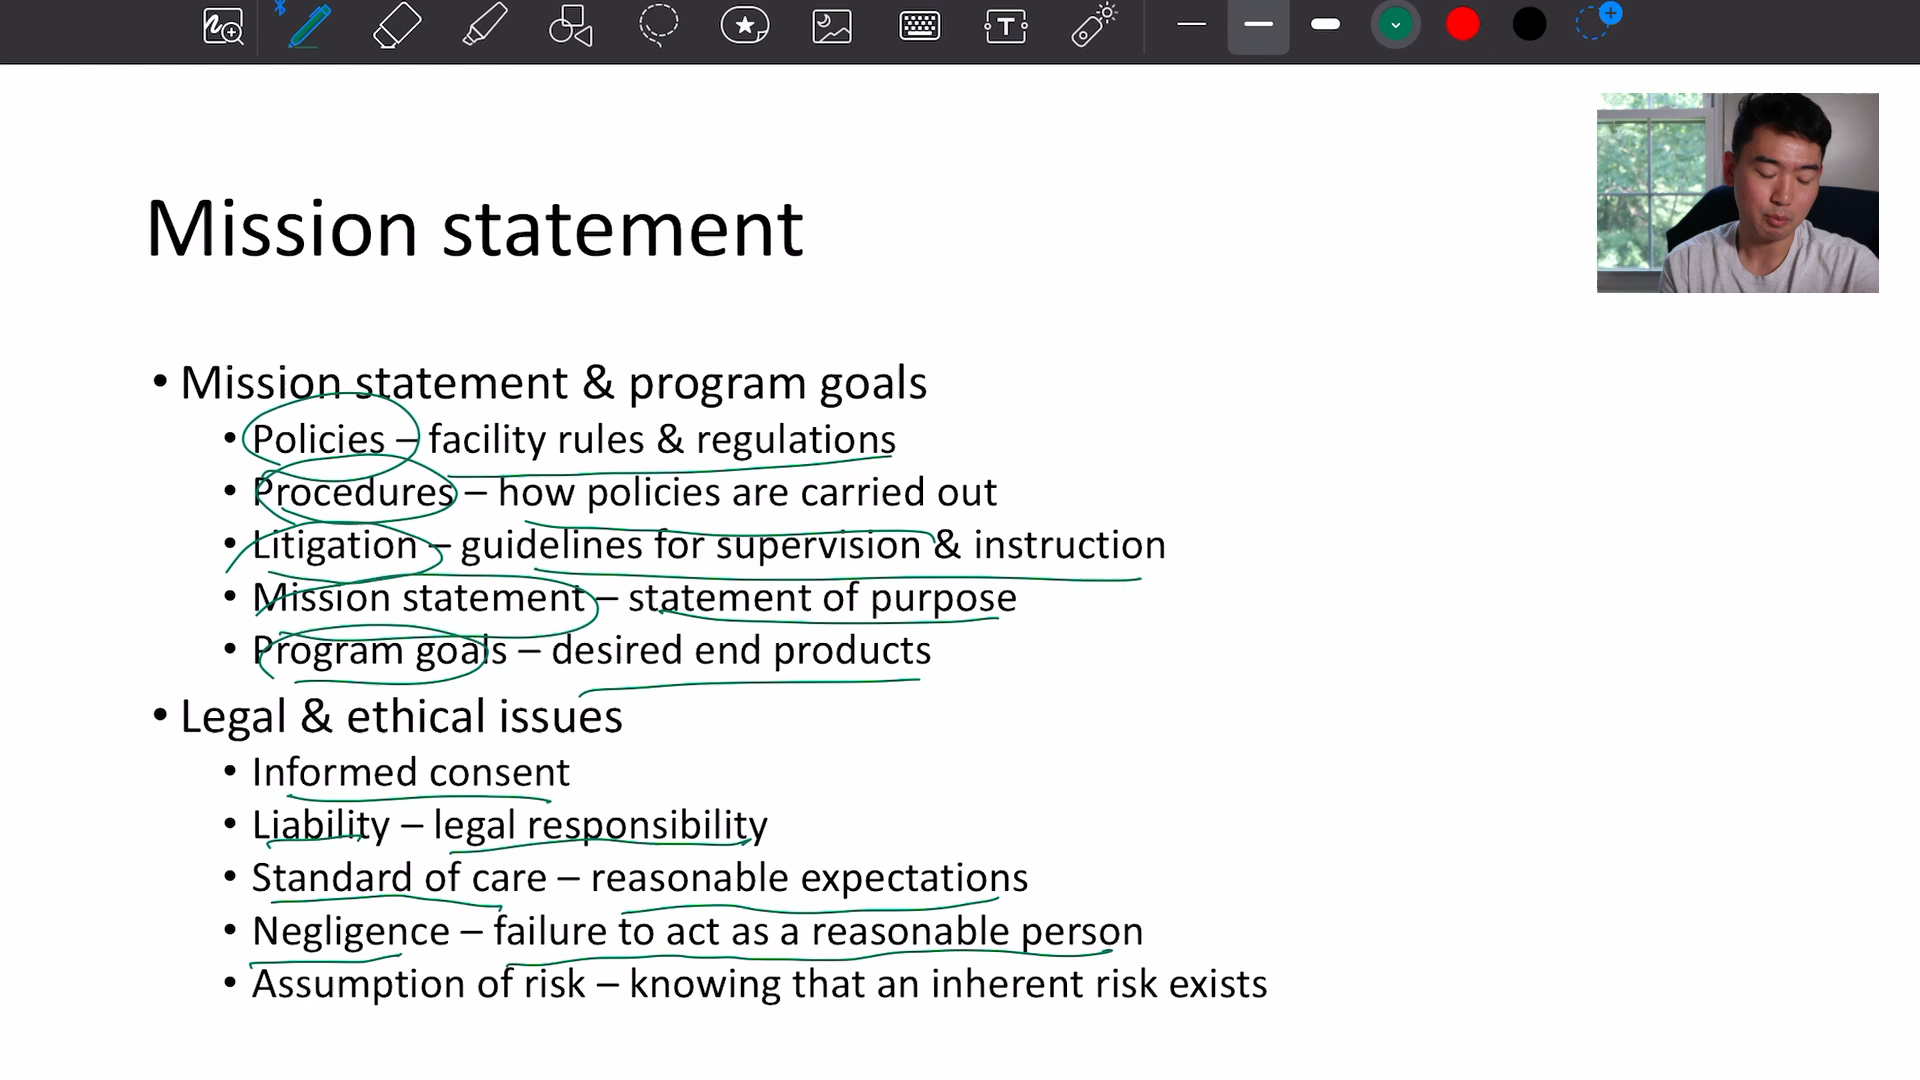 T
Mission statement
• Mission statement & program goals
• Policies – facility rules & regulations
• Procedures – how policies are carried out
• Litigation – guidelines for supervision & instruction
• Mission statement – statement of purpose
• Program goals – desired end products
• Legal & ethical issues
• Informed consent
• Liability – legal responsibility
• Standard of care – reasonable expectations
• Negligence – failure to act as a reasonable person
• Assumption of risk – knowing that an inherent risk exists